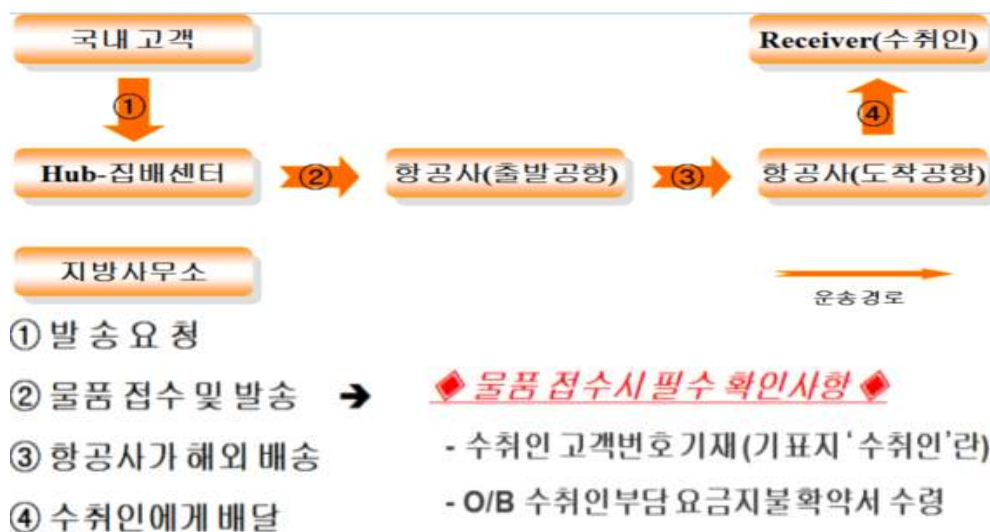 국내 고객
Receiver(수취인)
①
④
Hub-집배센터
②
항공사(출발공항)
③
항공사(도착공항)
지방사무소
운송경로
① 발송요청
② 물품 접수 및 발송 ➔
◈ 물품 접수시 필수 확인사항 ◈
③ 항공사가 해외 배송
- 수취인 고객번호 기재 (기표지 ‘수취인’란)
④ 수취인에게 배달
- O/B 수취인부담 요금지불확약서 수령